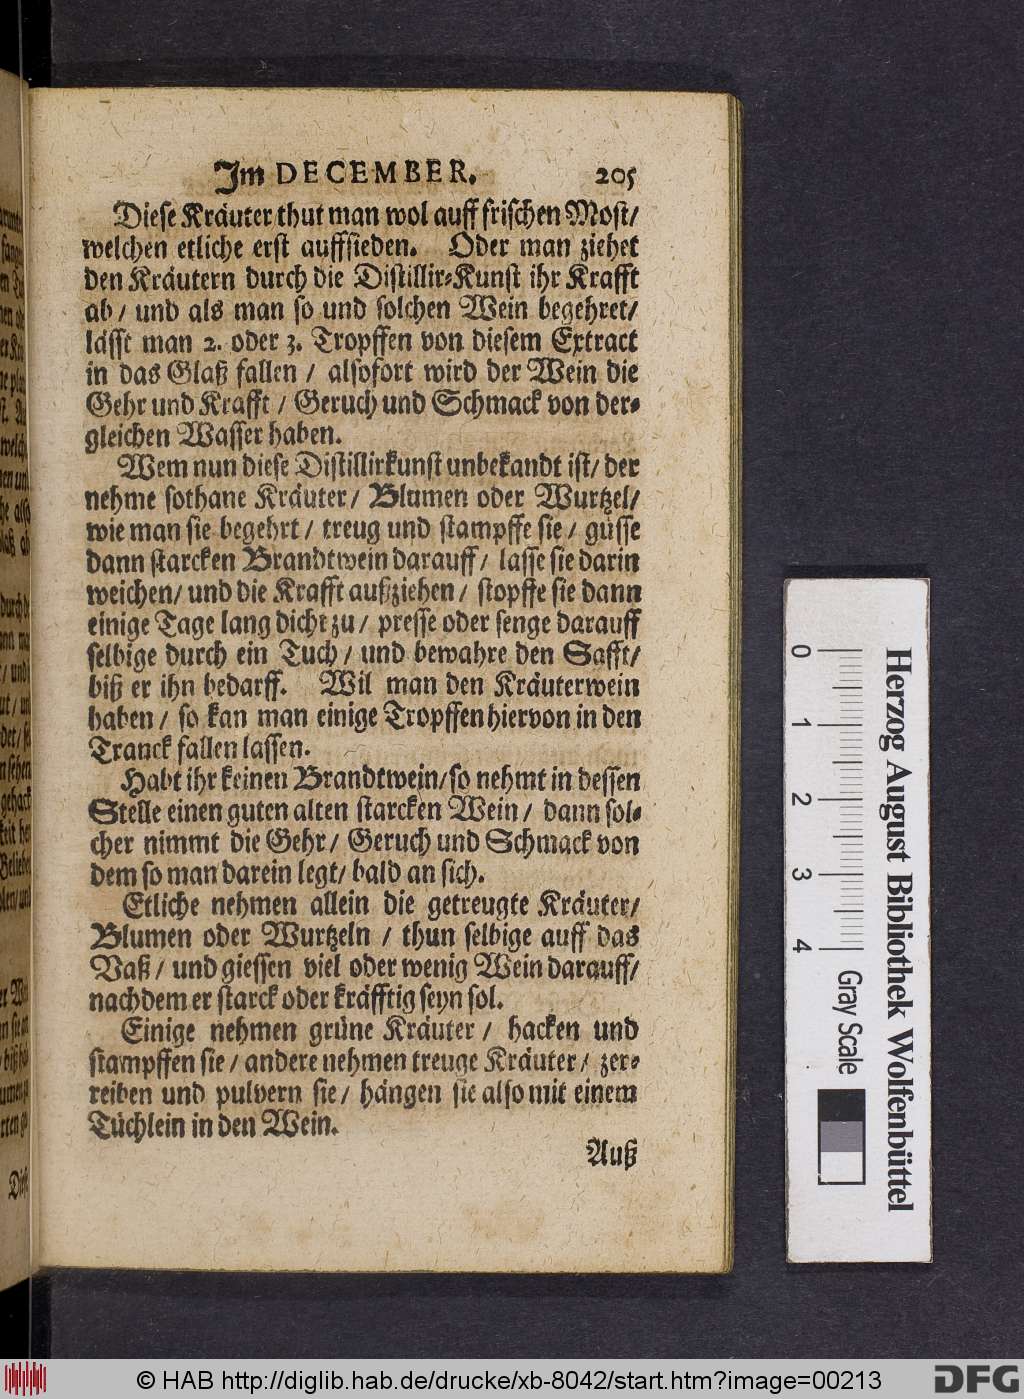 Im DECEMBER. 205
Diese Kräuter thut man wol auff frischen Most/
welchen etliche erst auffsieden. Oder man ziehet
den Kräutern durch die Distillir-Kunst ihr Krafft
ab / und als man so und solchen Wein begehret/
lässt man 2. oder 3. Tropffen von diesem Extract
in das Glaß fallen / alsofort wird der Wein die
Gehr und Krafft / Geruch und Schmack von der-
gleichen Wasser haben.
Wem nun diese Distillirkunst unbekandt ist/ der
nehme sothane Kräuter / Blumen oder Wurtzel/
wie man sie begehrt / treug und stampffe sie / güsse
dann starcken Brandtwein darauff / lasse sie darin
weichen/ und die Krafft außziehen / stopffe sie dann
einige Tage lang dicht zu / presse oder senge darauff
selbige durch ein Tuch / und bewahre den Safft/
biß er ihn bedarff. Wil man den Kräuterwein
haben / so kan man einige Tropffen hiervon in den
Tranck fallen lassen.
Habt ihr keinen Brandtwein/ so nehmt in dessen
Stelle einen guten alten starcken Wein / dann sol-
cher nimmt die Gehr / Geruch und Schmack von
dem so man darein legt/ bald an sich.
Etliche nehmen allein die getreugte Kräuter/
Blumen oder Wurtzeln / thun selbige auff das
Vaß / und giessen viel oder wenig Wein darauff/
nachdem er starck oder kräfftig seyn sol.
Einige nehmen grüne Kräuter / hacken und
stampffen sie / andere nehmen treuge Kräuter / zer-
reiben und pulvern sie / hängen sie also mit einem
Tüchlein in den Wein.
Auß
0 1 2 3 4
Gray Scale
Herzog August Bibliothek Wolfenbüttel
© HAB http://diglib.hab.de/drucke/xb-8042/start.htm?image=00213
DFG